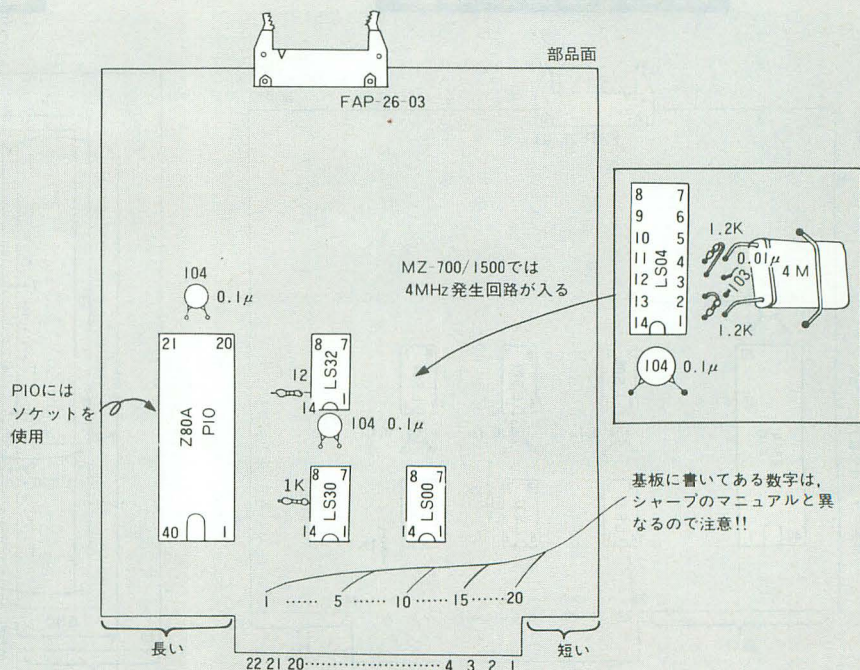 部品面
FAP-26-03
8 7
9 6
10 5
11 4
12 3
13 2
14 1
LS04
1.2K
0.01μ
103
4M
1.2K
104 0.1μ
MZ-700/1500では
4MHz発生回路が入る
104
0.1μ
21 20
Z80A
PIO
40 1
PIOには
ソケットを
使用
8 7
LS32
12
14 1
104 0.1μ
1K
8 7
LS30
14 1
8 7
LS00
14 1
基板に書いてある数字は,
シャープのマニュアルと異
なるので注意!!
1 …… 5 …… 10 …… 15 …… 20
長い
短い
22 21 20 ………………… 4 3 2 1